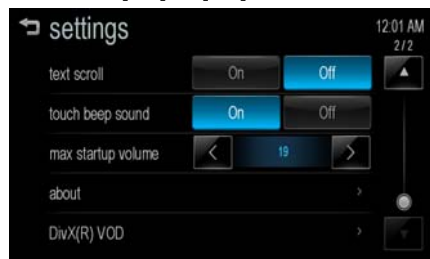 settings 12:01 AM
2/2
text scroll On Off
touch beep sound On Off
max startup volume 19
about
DivX(R) VOD